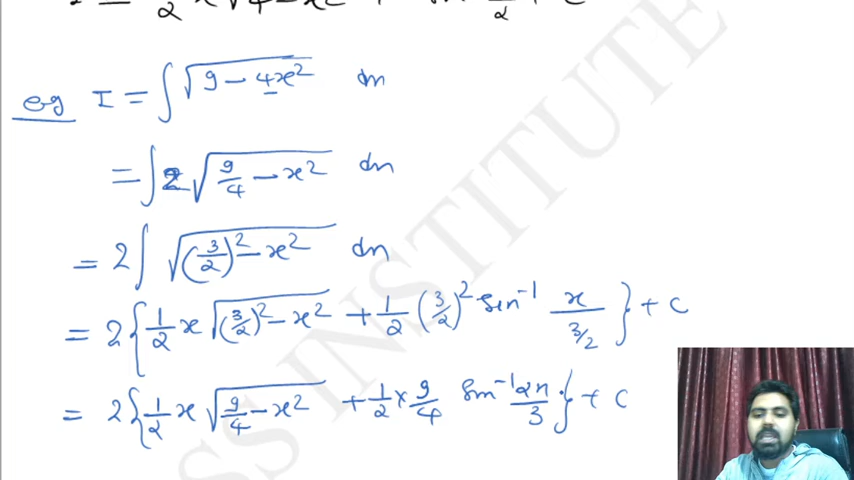 eg I = ∫ √(9 − 4x²) dx
= ∫ 2 √(9/4 − x²) dx
= 2 ∫ √((3/2)² − x²) dx
= 2 { 1/2 x √((3/2)² − x²) + 1/2 (3/2)² sin⁻¹ x/(3/2) } + C
= 2 { 1/2 x √(9/4 − x²) + 1/2 × 9/4 sin⁻¹ 2x/3 } + C
INSTITUTE